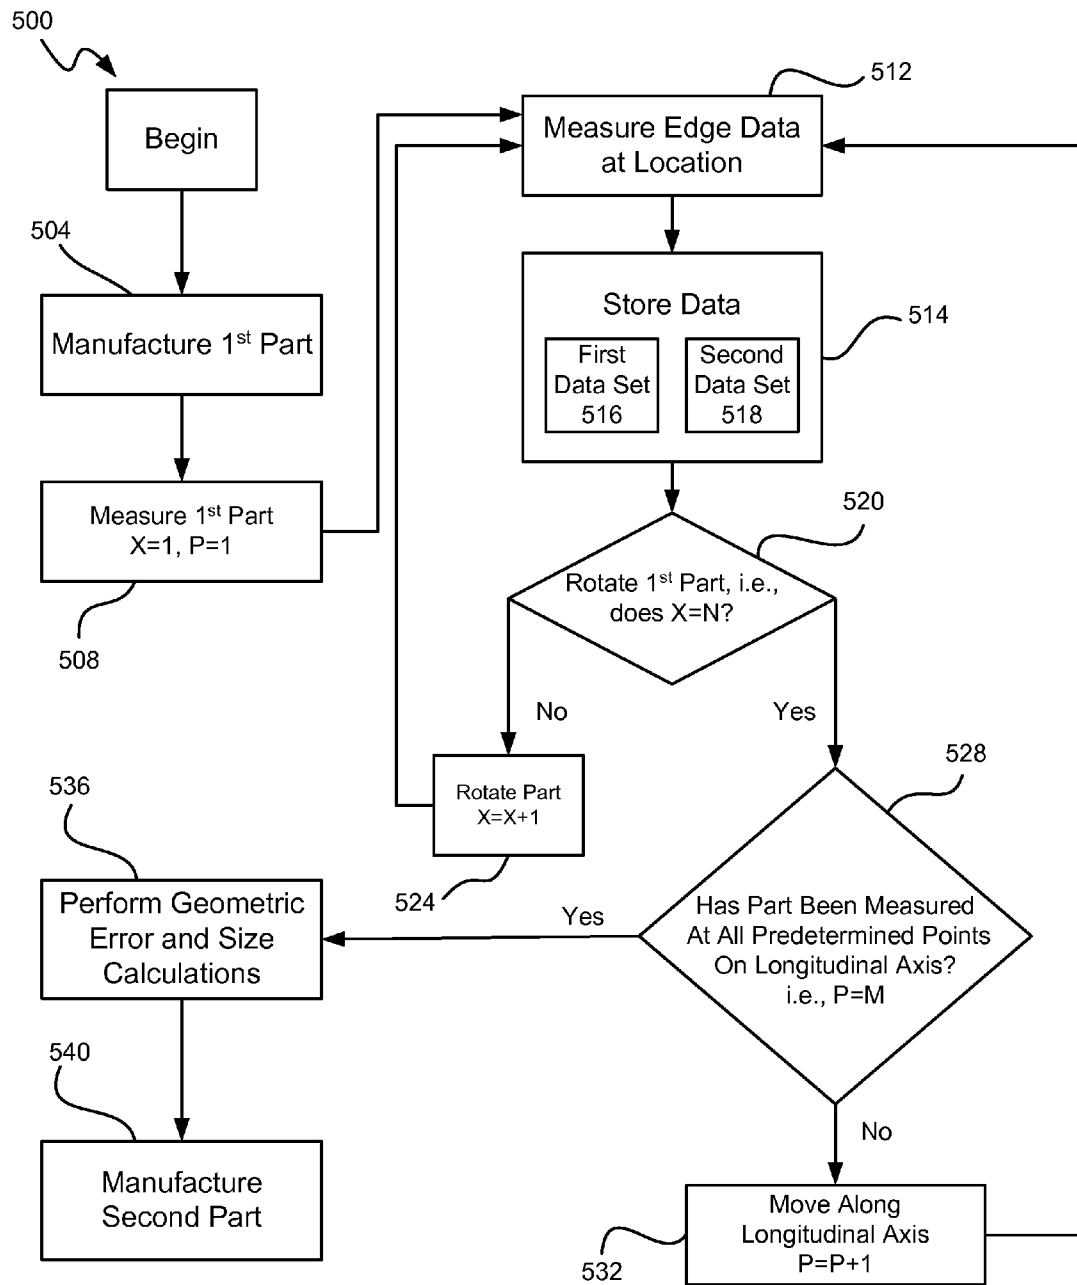 500
Begin
504
Manufacture 1st Part
Measure 1st Part
X=1, P=1
508
512
Measure Edge Data
at Location
Store Data
514
First
Data Set
516
Second
Data Set
518
520
Rotate 1st Part, i.e.,
does X=N?
No
Yes
Rotate Part
X=X+1
524
528
Has Part Been Measured
At All Predetermined Points
On Longitudinal Axis?
i.e., P=M
Yes
No
536
Perform Geometric
Error and Size
Calculations
540
Manufacture
Second Part
Move Along
Longitudinal Axis
P=P+1
532